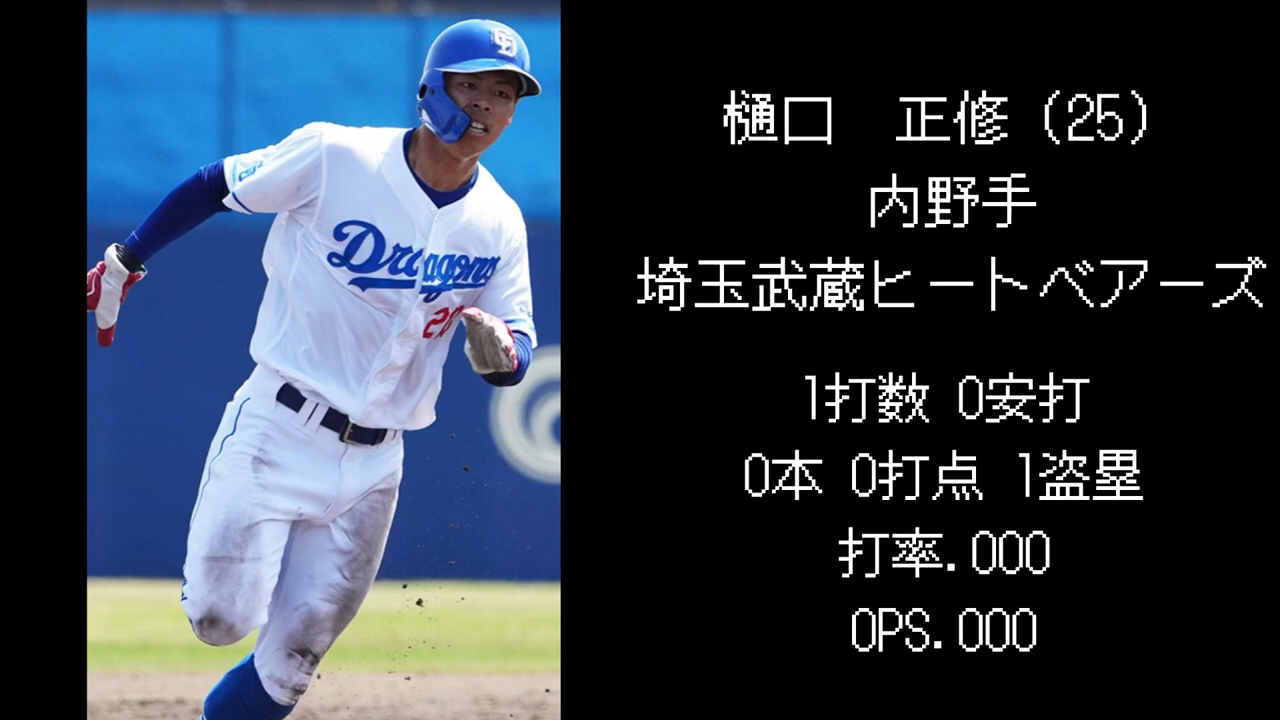 CD
Dragons
樋口　正修（25）
内野手
埼玉武蔵ヒートベアーズ
1打数 0安打
0本 0打点 1盗塁
打率.000
OPS.000